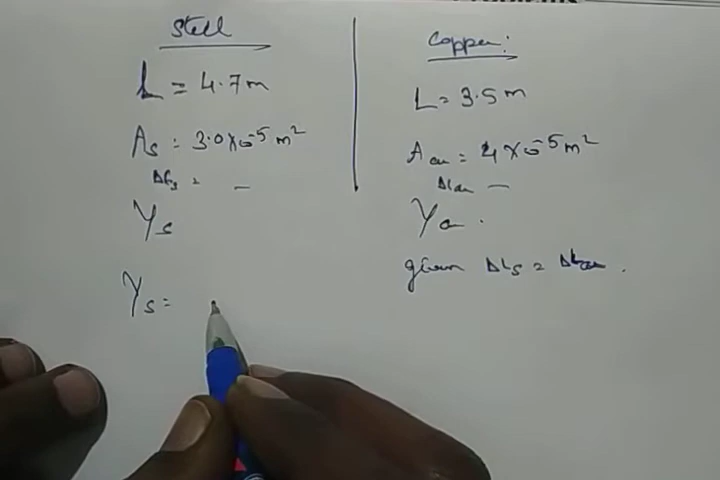 Steel
L = 4.7m
As = 3.0×10⁻⁵ m²
ΔLs = –
Ys
Ys =
Copper:
L = 3.5m
Acu = 4×10⁻⁵ m²
ΔLcu –
Ycu .
given ΔLs = ΔLcu .